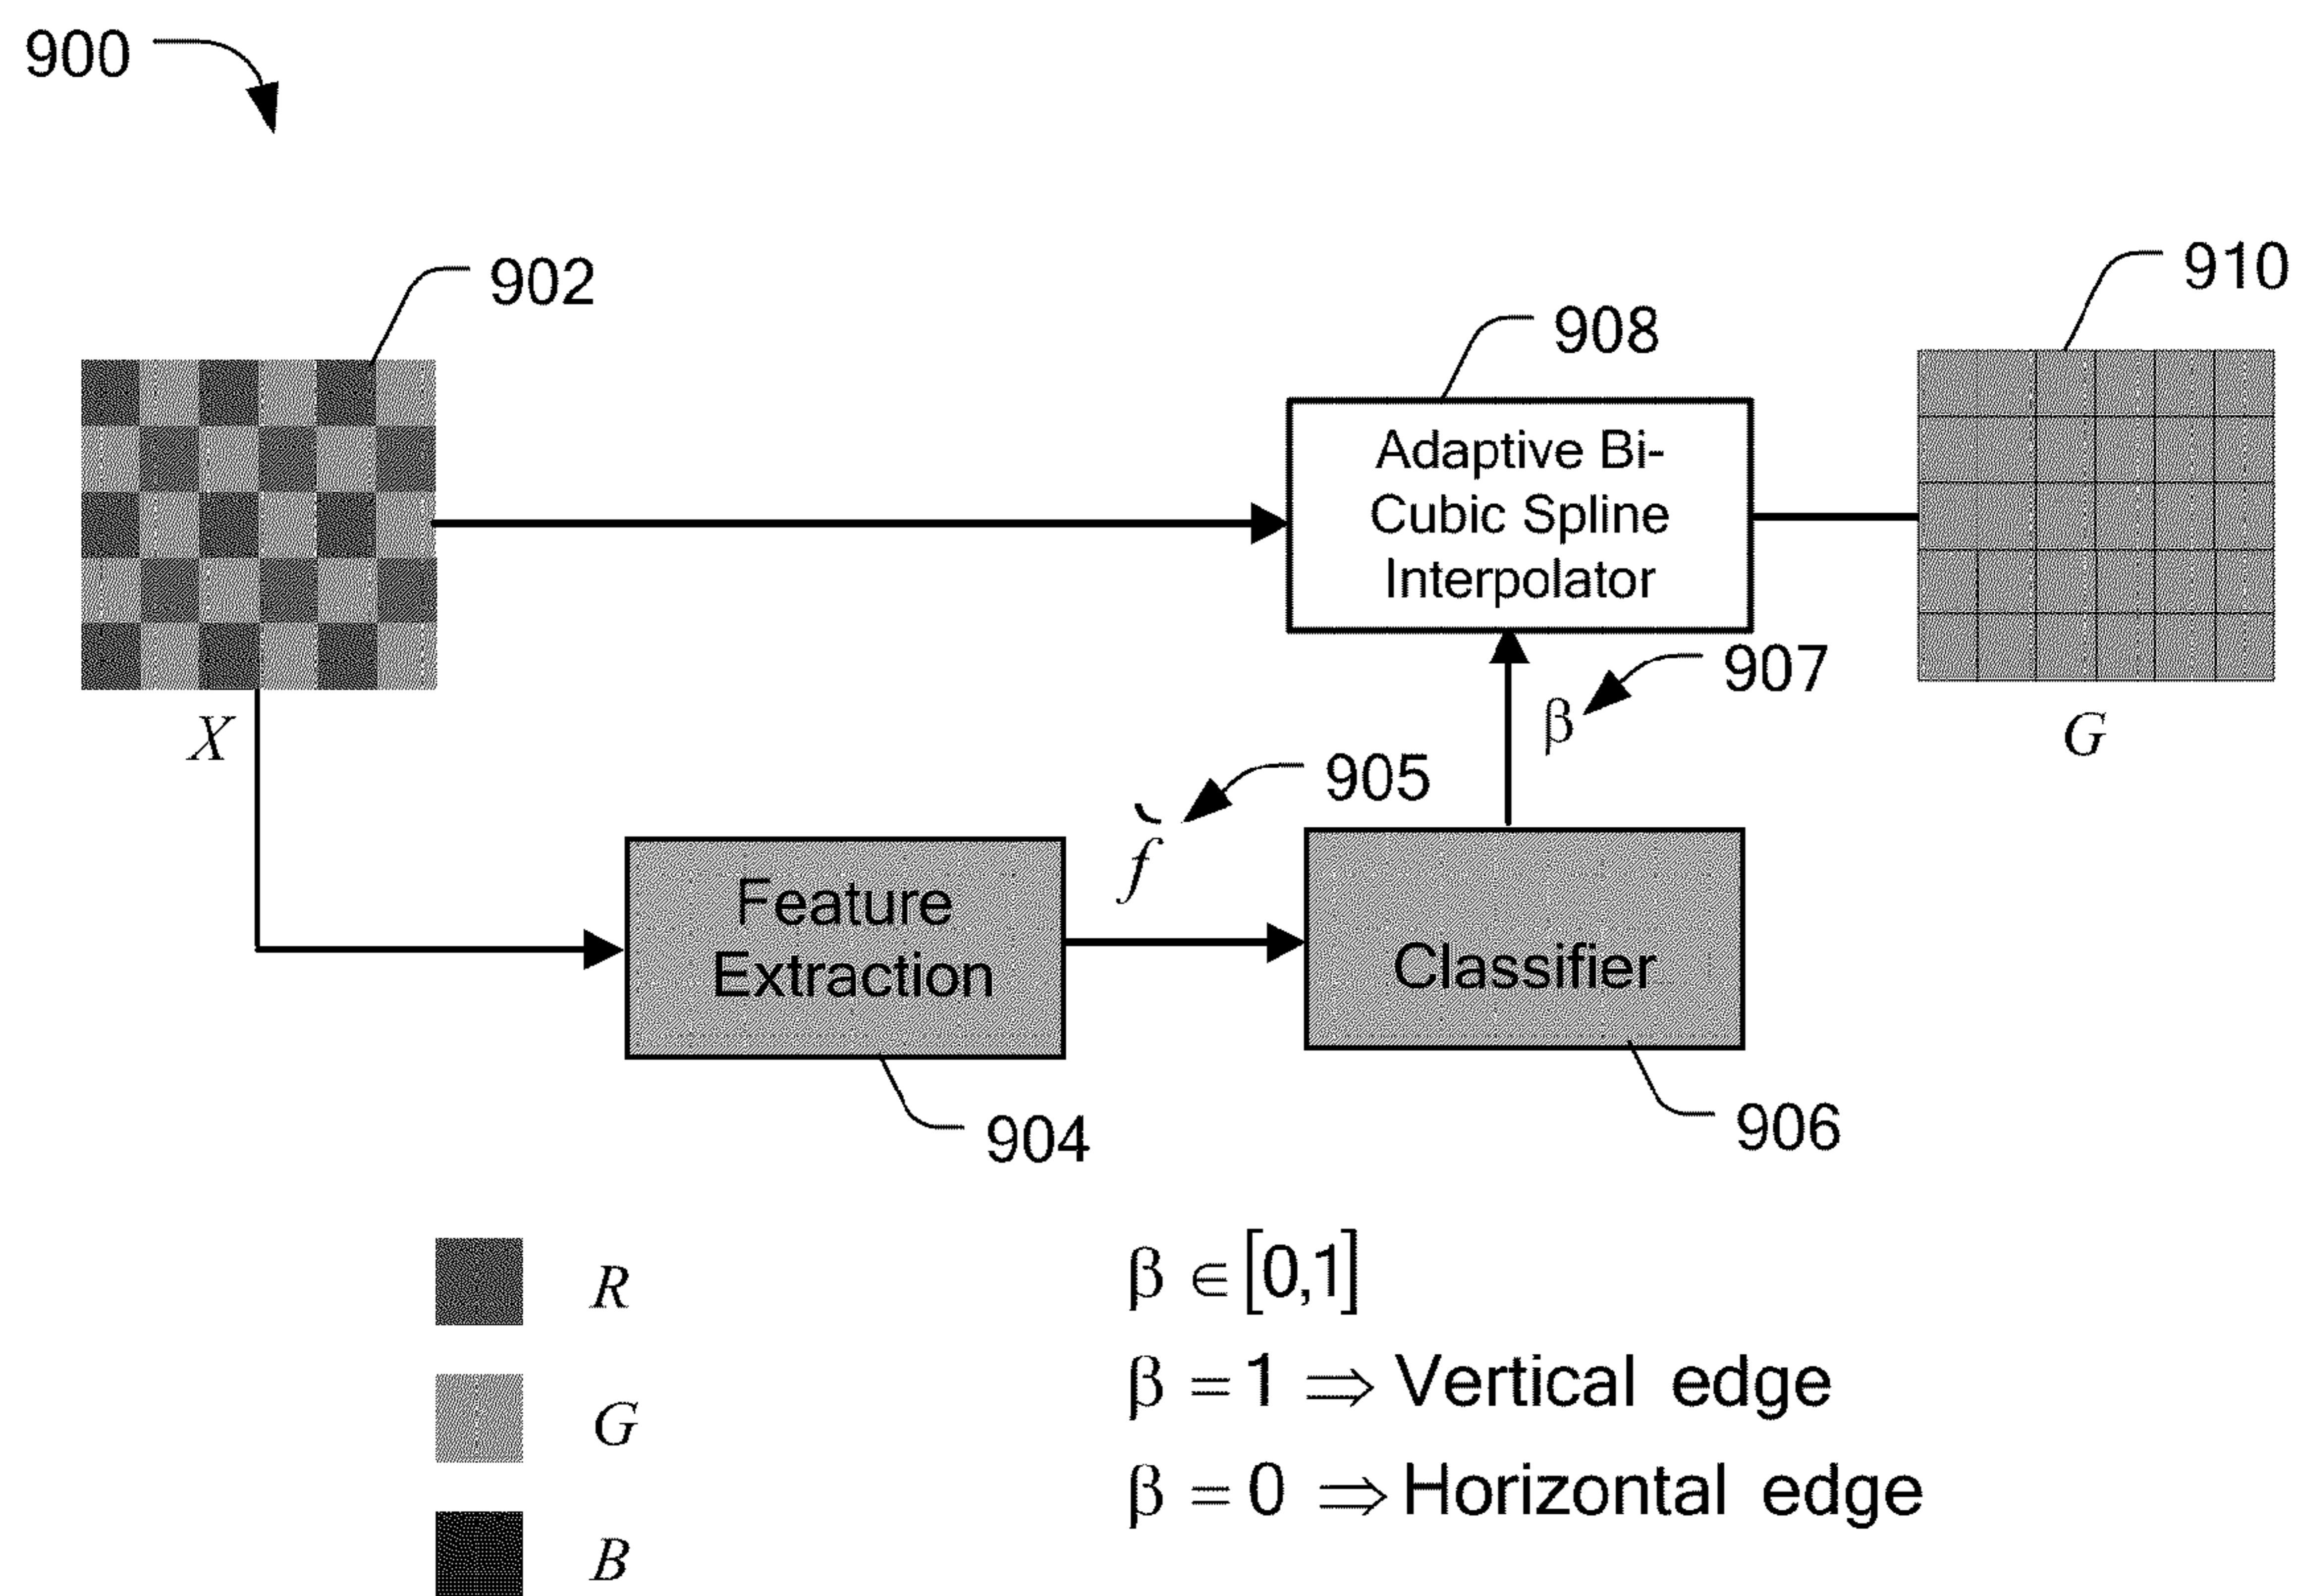 900
902
910
908
Adaptive Bi-
Cubic Spline
Interpolator
907
X
β
G
905
f
Feature
Extraction
Classifier
904
906
R
β ∈ [0,1]
G
β = 1 ⇒ Vertical edge
β = 0 ⇒ Horizontal edge
B